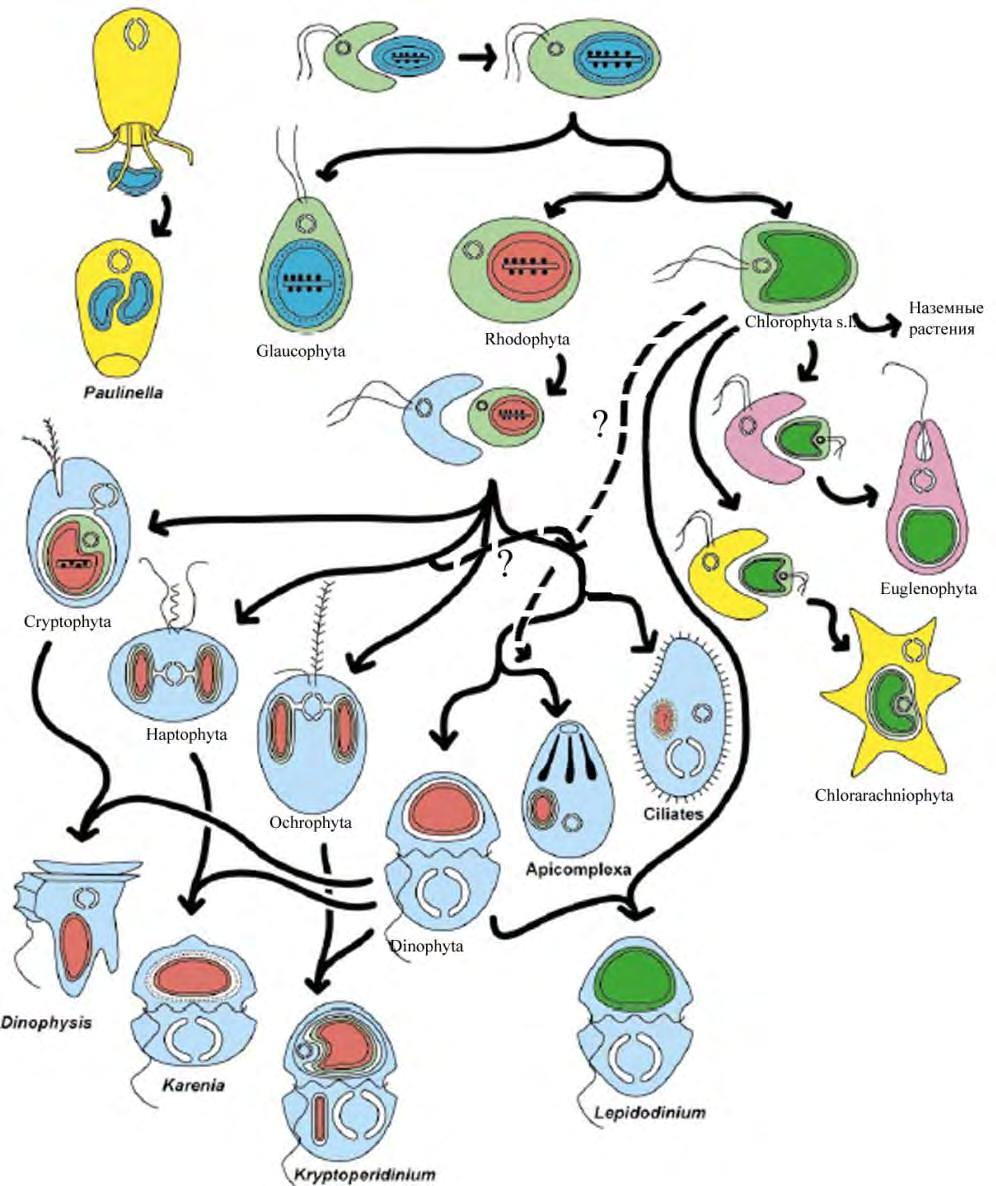 Paulinella
Glaucophyta
Rhodophyta
Chlorophyta s.l.
Наземные
растения
?
?
Cryptophyta
Haptophyta
Ochrophyta
Euglenophyta
Chlorarachniophyta
Ciliates
?
Apicomplexa
Dinophyta
Dinophysis
Karenia
Kryptoperidinium
Lepidodinium